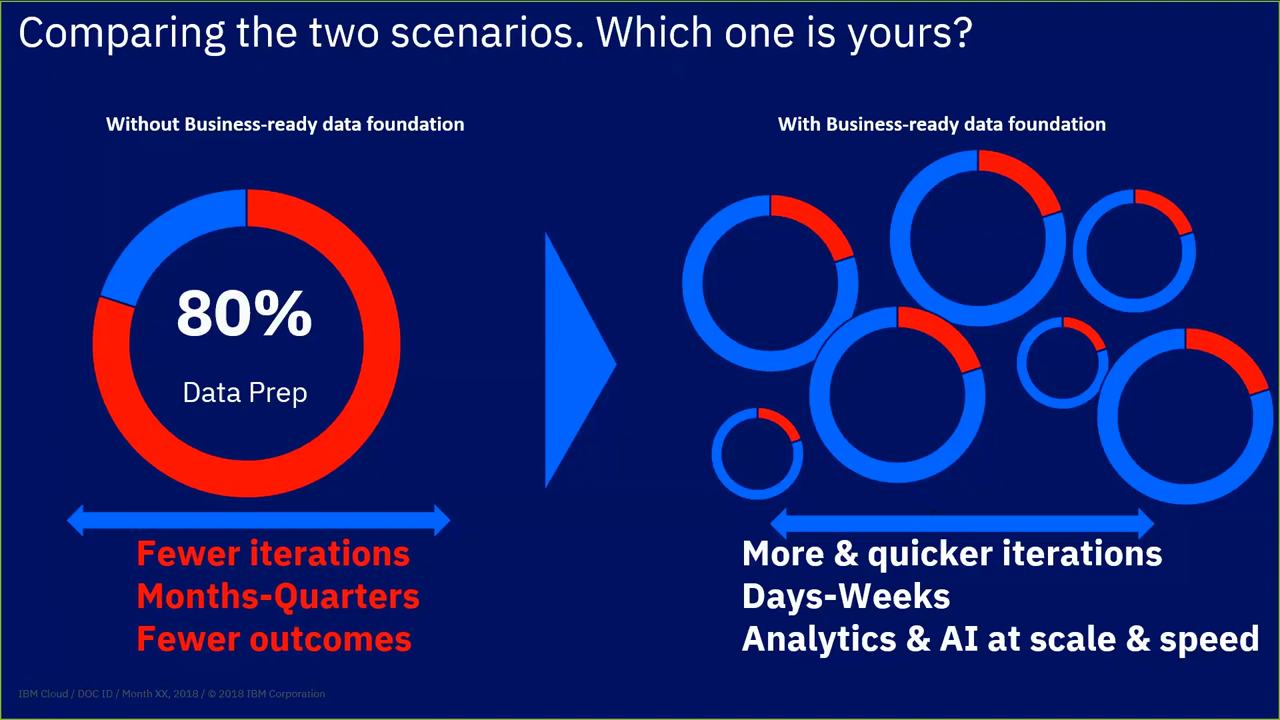 Comparing the two scenarios. Which one is yours?
Without Business-ready data foundation
80%
Data Prep
Fewer iterations
Months-Quarters
Fewer outcomes
With Business-ready data foundation
More & quicker iterations
Days-Weeks
Analytics & AI at scale & speed
IBM Cloud / DOC ID / Month XX, 2018 / © 2018 IBM Corporation